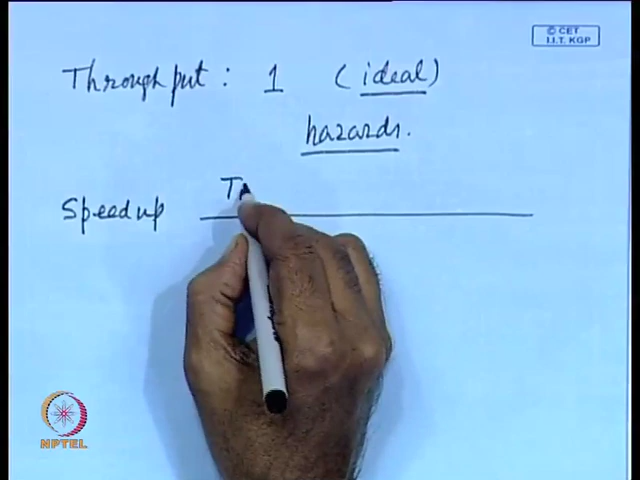 © CET
I.I.T. KGP
Throughput : 1 (ideal)
hazards.
T
Speedup
NPTEL